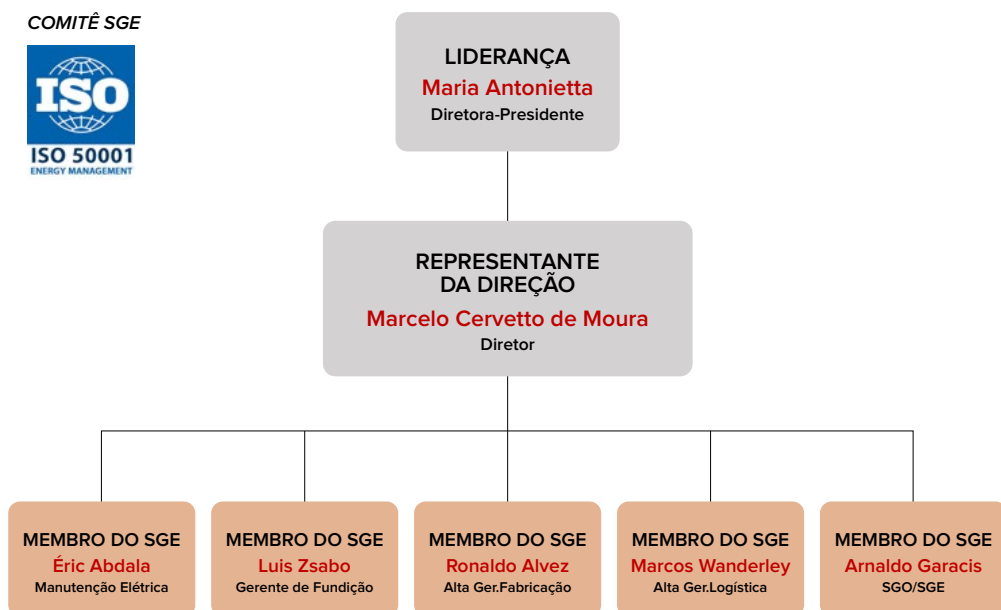 COMITÊ SGE
ISO
ISO 50001
ENERGY MANAGEMENT
LIDERANÇA
Maria Antonietta
Diretora-Presidente
REPRESENTANTE
DA DIREÇÃO
Marcelo Cervetto de Moura
Diretor
MEMBRO DO SGE
Éric Abdala
Manutenção Elétrica
MEMBRO DO SGE
Luis Zsabo
Gerente de Fundição
MEMBRO DO SGE
Ronaldo Alvez
Alta Ger.Fabricação
MEMBRO DO SGE
Marcos Wanderley
Alta Ger.Logística
MEMBRO DO SGE
Arnaldo Garacis
SGO/SGE